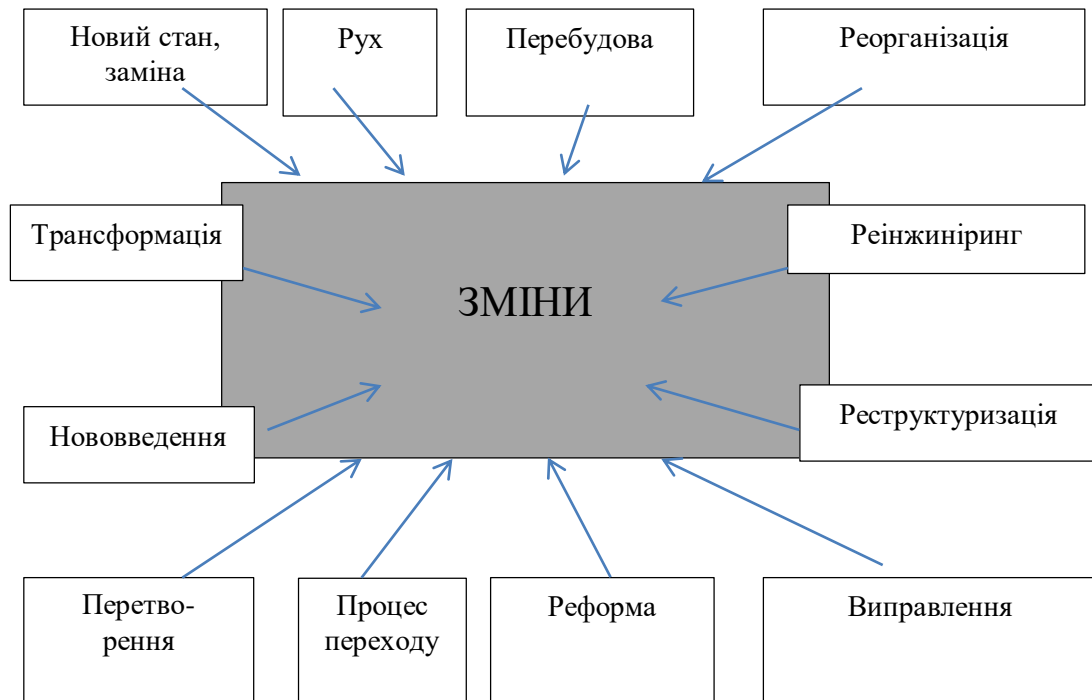 Новий стан,
заміна
Рух
Перебудова
Реорганізація
Трансформація
Реінжиніринг
ЗМІНИ
Нововведення
Реструктуризація
Перетво-
рення
Процес
переходу
Реформа
Виправлення